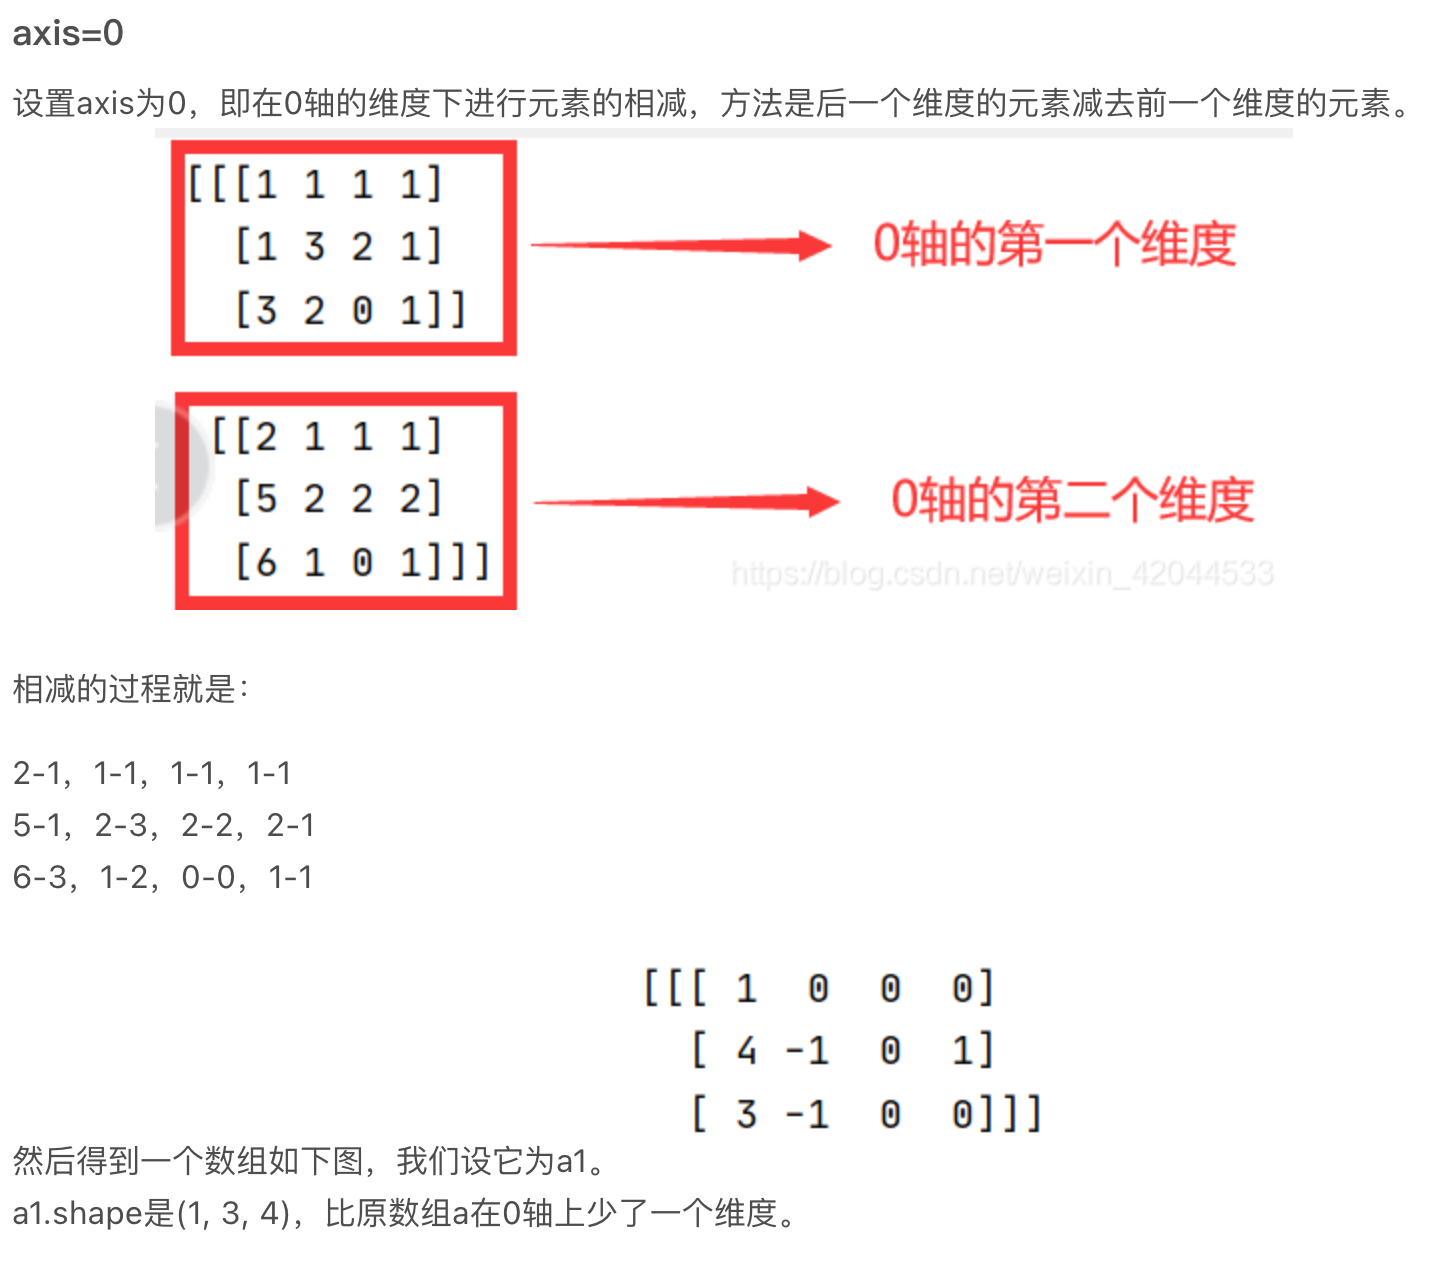 axis=0
设置axis为0，即在0轴的维度下进行元素的相减，方法是后一个维度的元素减去前一个维度的元素。
[[[1 1 1 1]
[1 3 2 1]
0轴的第一个维度
[3 2 0 1]]
[[2 1 1 1]
[5 2 2 2]
0轴的第二个维度
[6 1 0 1]]]
https://blog.csdn.net/weixin_42044533
相减的过程就是：
2-1，1-1，1-1，1-1
5-1，2-3，2-2，2-1
6-3，1-2，0-0，1-1
[[[ 1 0 0 0]
[ 4 -1 0 1]
[ 3 -1 0 0]]]
然后得到一个数组如下图，我们设它为a1。
a1.shape是(1, 3, 4)，比原数组a在0轴上少了一个维度。